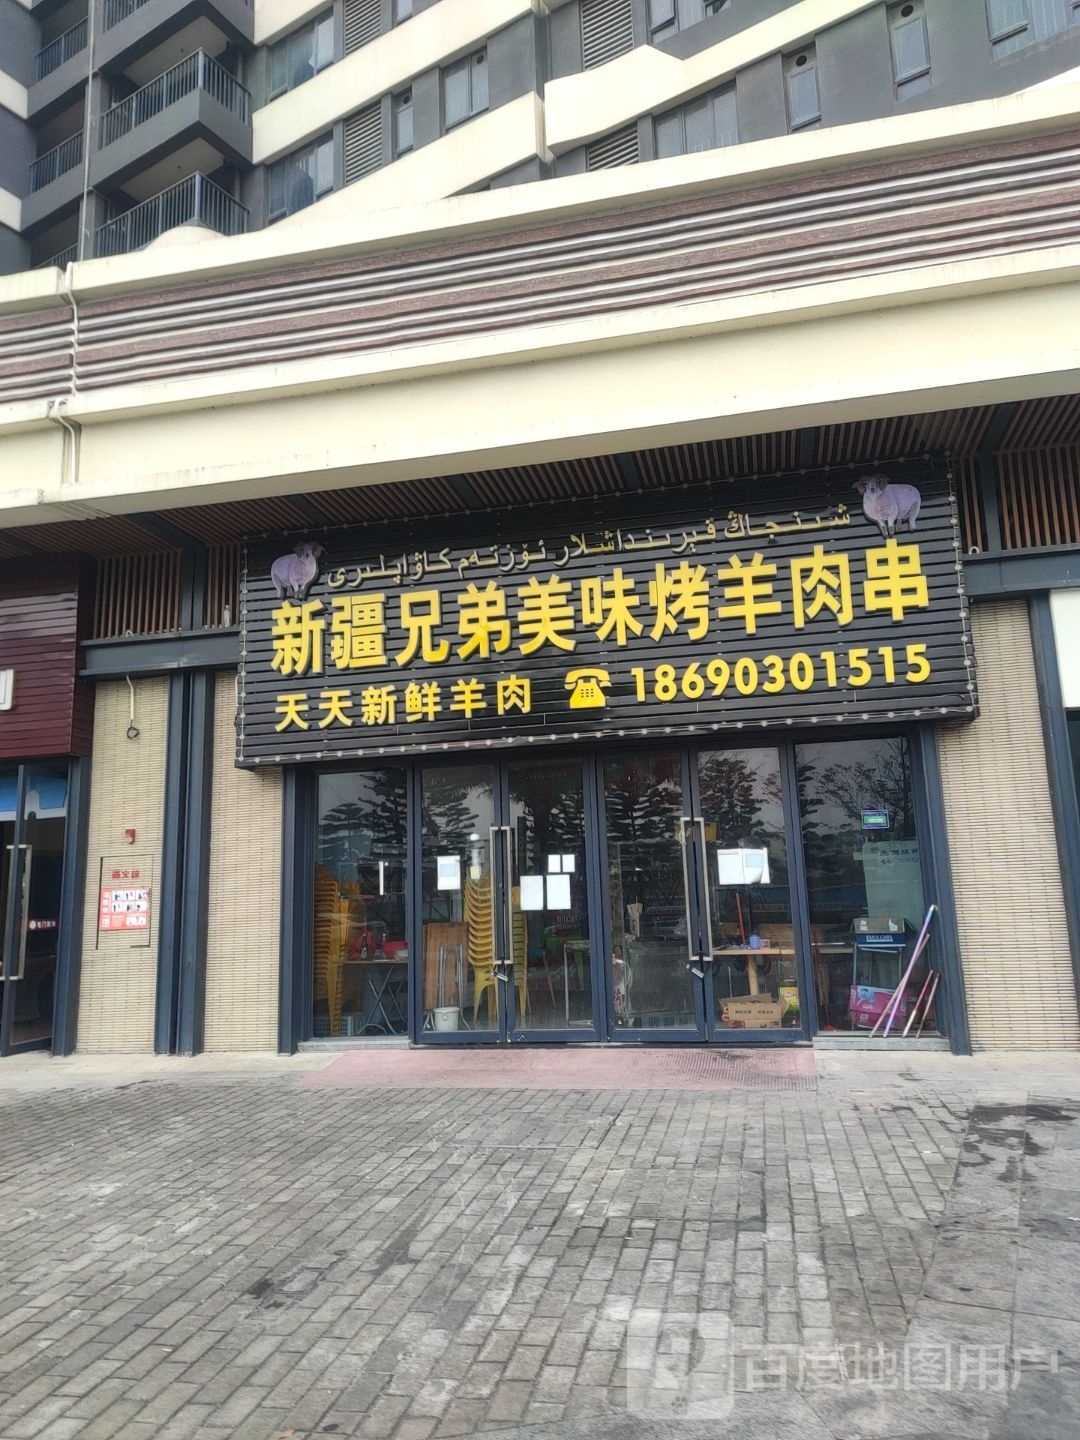 شىنجاڭ قېرىنداشلار ئۆزتەم كاۋاپلىرى
新疆兄弟美味烤羊肉串
天天新鲜羊肉 ☎ 18690301515
百度地图用户